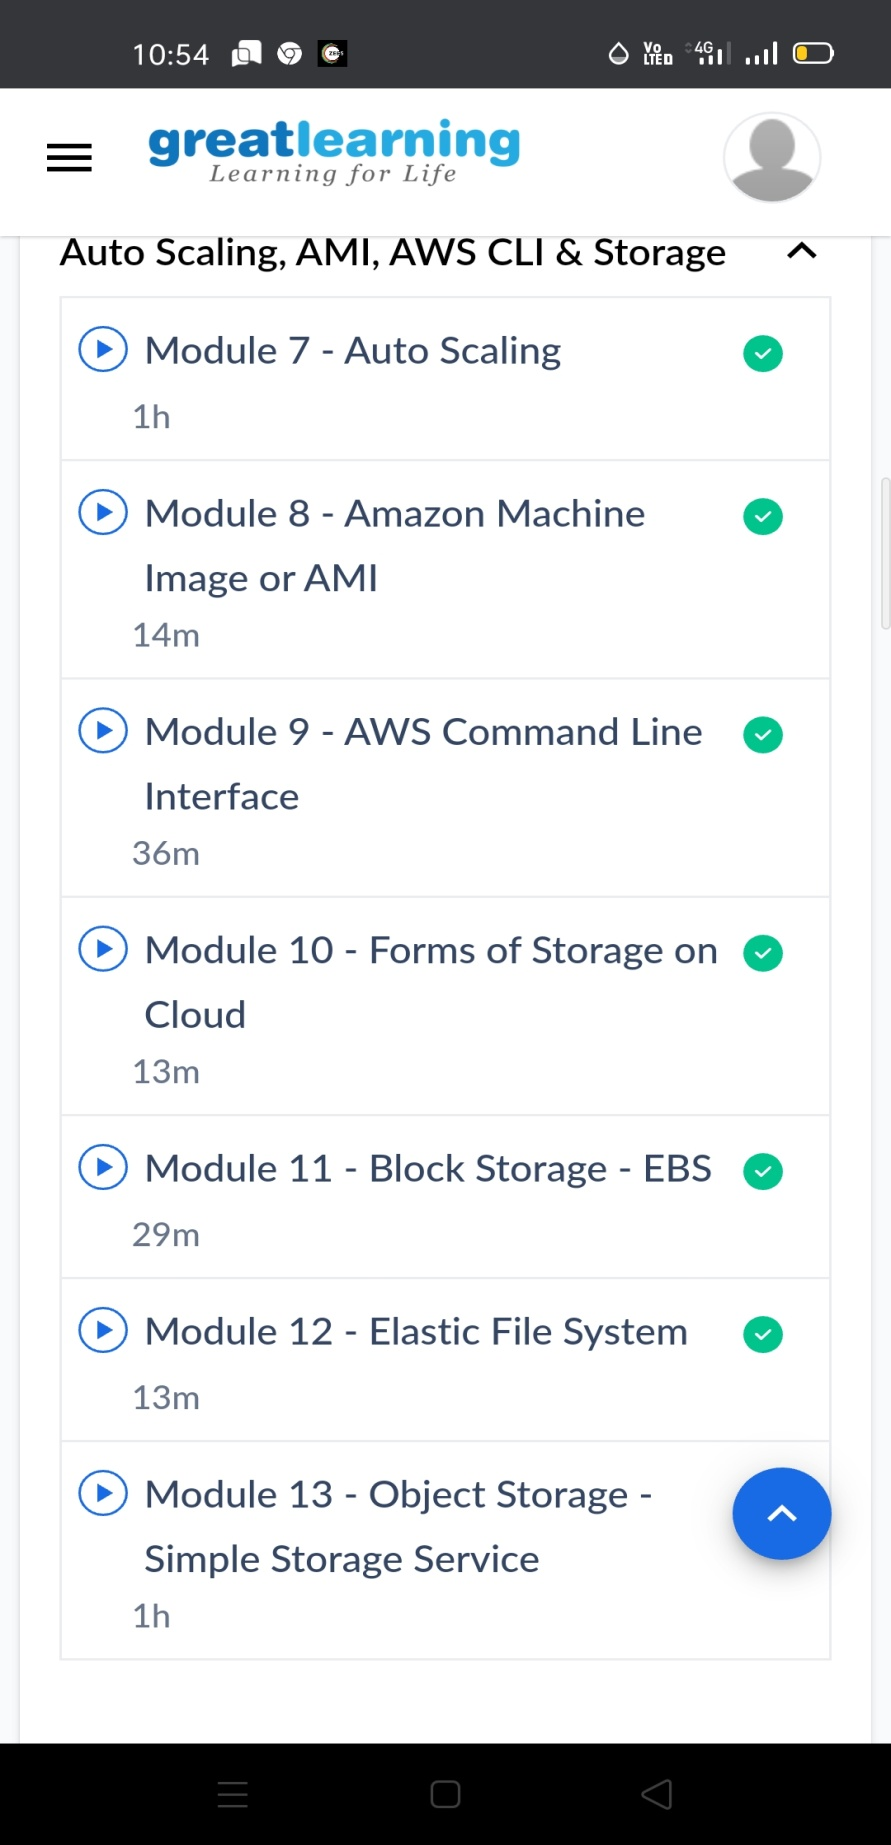 10:54
Vo
LTED
4G
greatlearning
Learning for Life
Auto Scaling, AMI, AWS CLI & Storage
Module 7 - Auto Scaling
1h
Module 8 - Amazon Machine
Image or AMI
14m
Module 9 - AWS Command Line
Interface
36m
Module 10 - Forms of Storage on
Cloud
13m
Module 11 - Block Storage - EBS
29m
Module 12 - Elastic File System
13m
Module 13 - Object Storage -
Simple Storage Service
1h